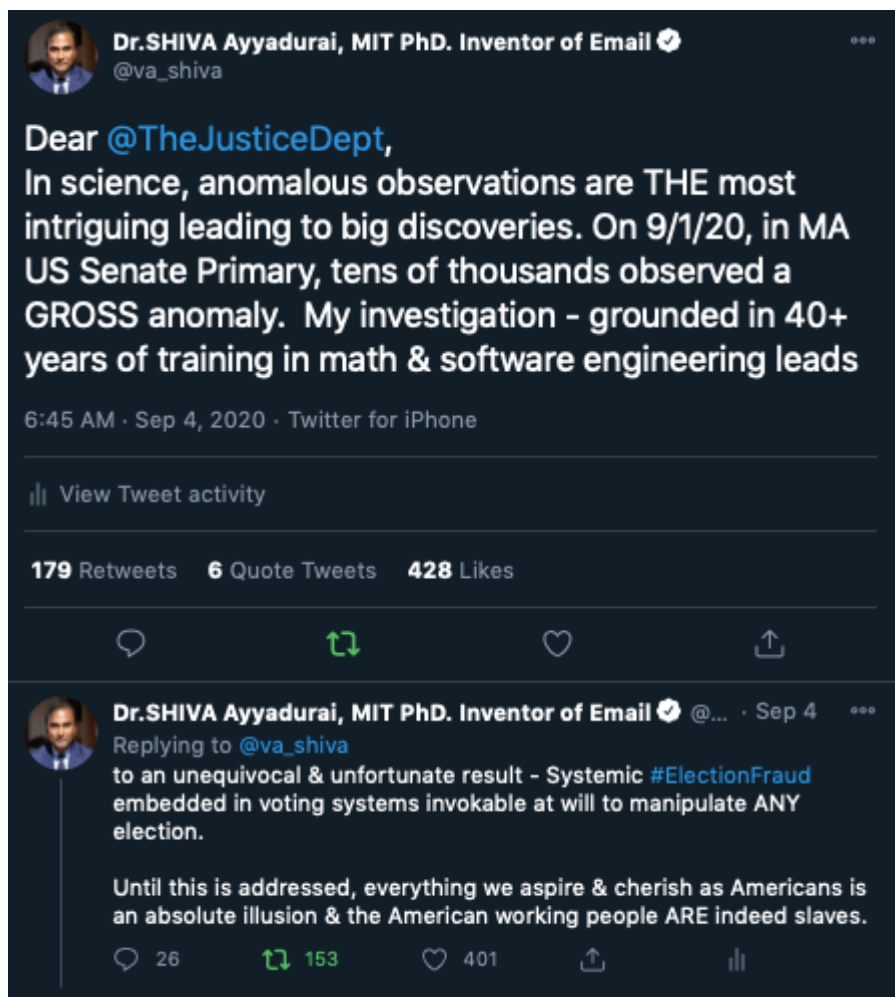 Dr.SHIVA Ayyadurai, MIT PhD. Inventor of Email
@va_shiva
Dear @TheJusticeDept,
In science, anomalous observations are THE most
intriguing leading to big discoveries. On 9/1/20, in MA
US Senate Primary, tens of thousands observed a
GROSS anomaly.  My investigation - grounded in 40+
years of training in math & software engineering leads
6:45 AM · Sep 4, 2020 · Twitter for iPhone
View Tweet activity
179 Retweets 6 Quote Tweets 428 Likes
Dr.SHIVA Ayyadurai, MIT PhD. Inventor of Email @... · Sep 4
Replying to @va_shiva
to an unequivocal & unfortunate result - Systemic #ElectionFraud
embedded in voting systems invokable at will to manipulate ANY
election.
Until this is addressed, everything we aspire & cherish as Americans is
an absolute illusion & the American working people ARE indeed slaves.
26 153 401